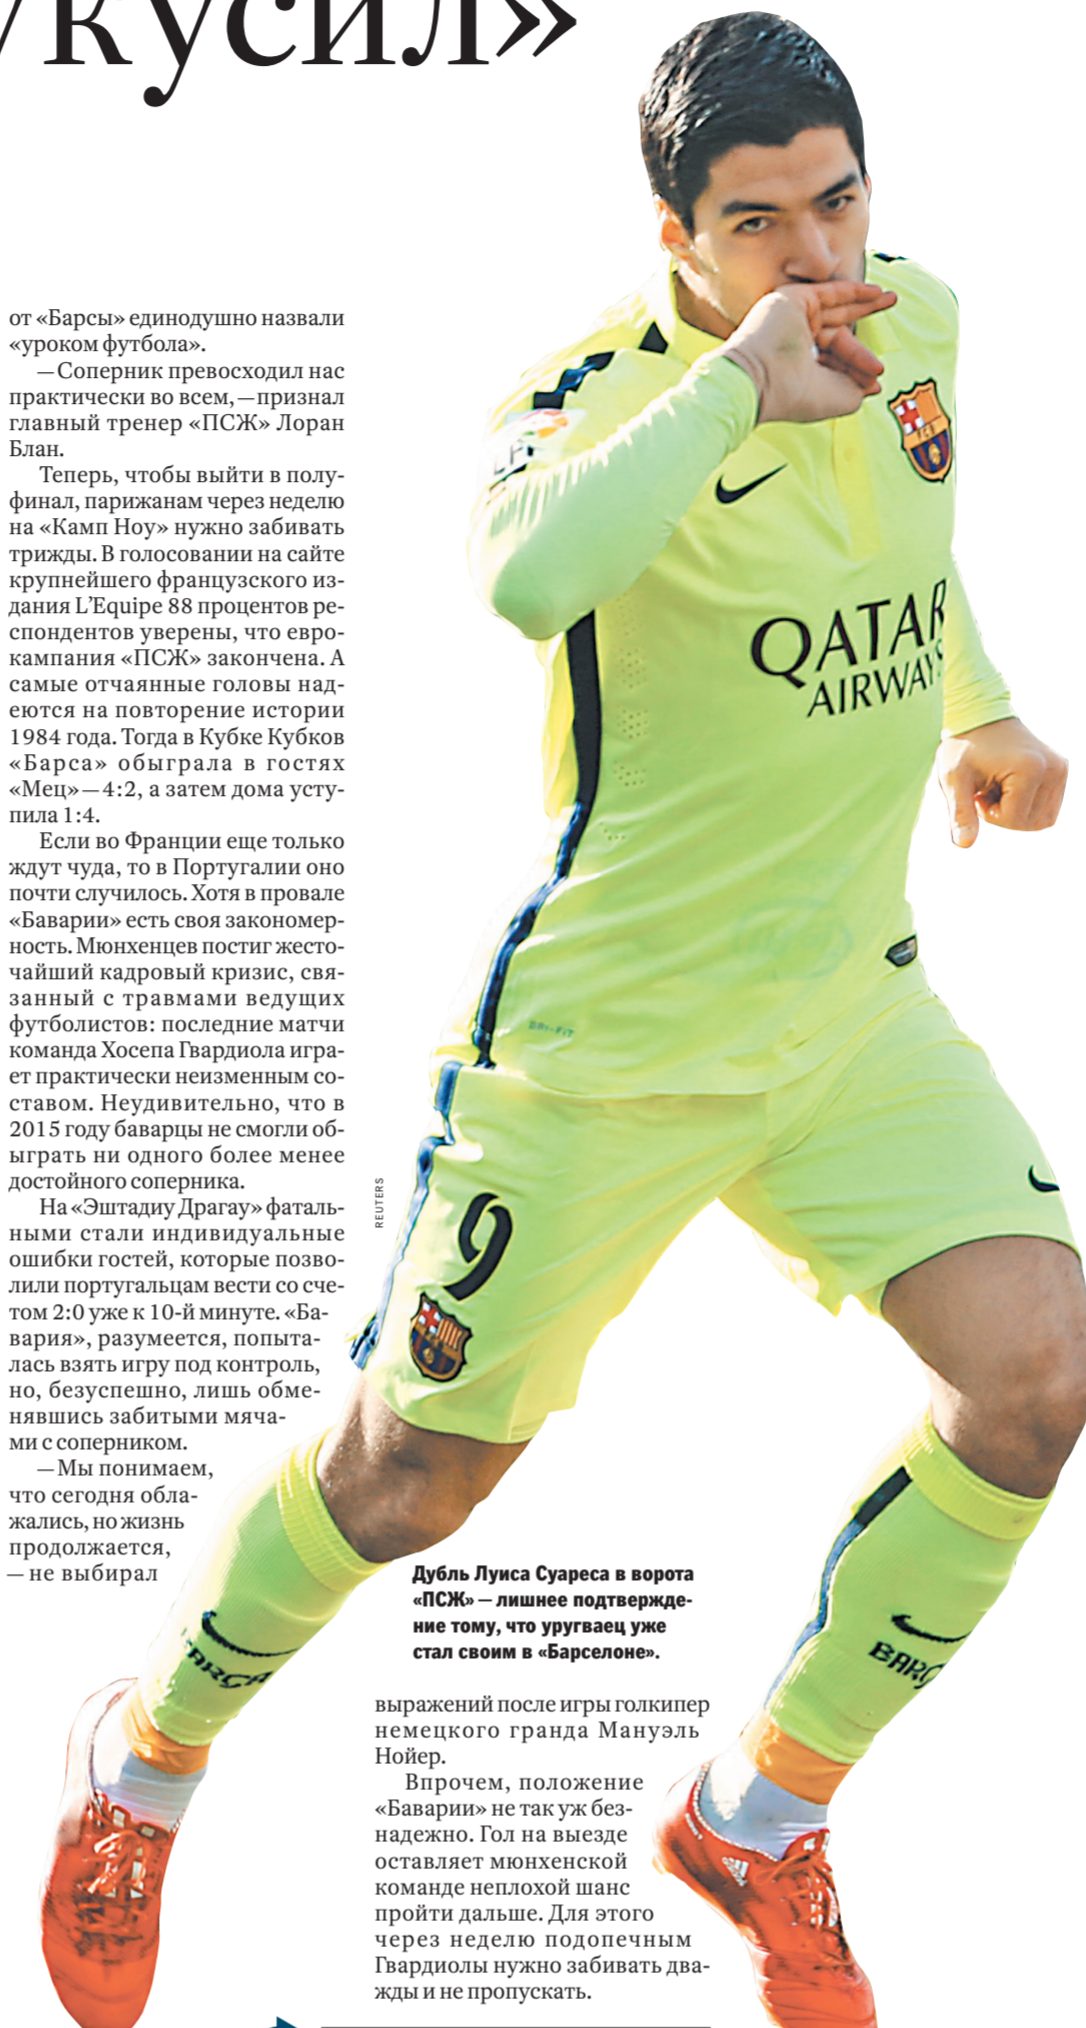 укусил»
от «Барсы» единодушно назвали
«уроком футбола».
— Соперник превосходил нас
практически во всем, — признал
главный тренер «ПСЖ» Лоран
Блан.
Теперь, чтобы выйти в полу-
финал, парижанам через неделю
на «Камп Ноу» нужно забивать
трижды. В голосовании на сайте
крупнейшего французского из-
дания L’Equipe 88 процентов ре-
спондентов уверены, что евро-
кампания «ПСЖ» закончена. А
самые отчаянные головы над-
еются на повторение истории
1984 года. Тогда в Кубке Кубков
«Барса» обыграла в гостях
«Мец» — 4:2, а затем дома усту-
пила 1:4.
Если во Франции еще только
ждут чуда, то в Португалии оно
почти случилось. Хотя в провале
«Баварии» есть своя закономер-
ность. Мюнхенцев постиг жесто-
чайший кадровый кризис, свя-
занный с травмами ведущих
футболистов: последние матчи
команда Хосепа Гвардиола игра-
ет практически неизменным со-
ставом. Неудивительно, что в
2015 году баварцы не смогли об-
ыграть ни одного более менее
достойного соперника.
На «Эштадиу Драгау» фаталь-
ными стали индивидуальные
ошибки гостей, которые позво-
лили португальцам вести со сче-
том 2:0 уже к 10-й минуте. «Ба-
вария», разумеется, попыта-
лась взять игру под контроль,
но, безуспешно, лишь обме-
нявшись забитыми мяча-
ми с соперником.
— Мы понимаем,
что сегодня обла-
жались, но жизнь
продолжается,
— не выбирал
выражений после игры голкипер
немецкого гранда Мануэль
Нойер.
Впрочем, положение
«Баварии» не так уж без-
надежно. Гол на выезде
оставляет мюнхенской
команде неплохой шанс
пройти дальше. Для этого
через неделю подопечным
Гвардиолы нужно забивать два-
жды и не пропускать.
REUTERS
Дубль Луиса Суареса в ворота
«ПСЖ» — лишнее подтвержде-
ние тому, что уругваец уже
стал своим в «Барселоне».
FCB
QATAR
AIRWAYS
DRI-FIT
9
BARÇA